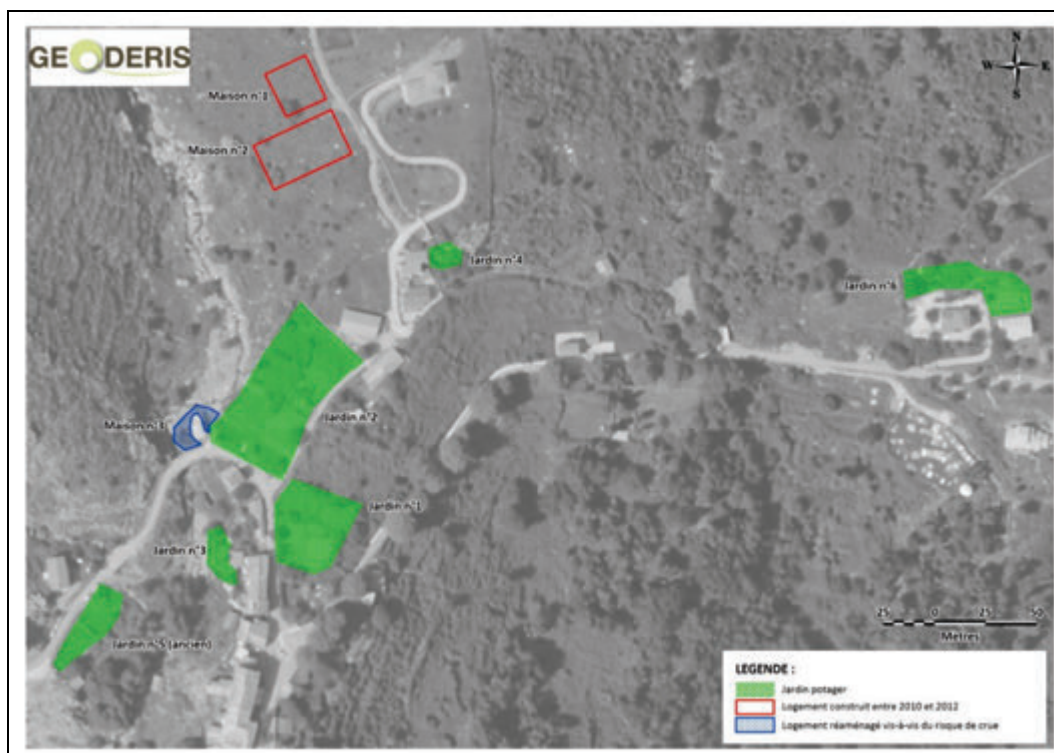 GEODERIS
N
W E
S
Maison n°1
Maison n°2
Jardin n°4
Jardin n°6
Jardin n°2
Maison n°3
Jardin n°1
Jardin n°3
Jardin n°5 (ancien)
25 0 25 50
Mètres
LEGENDE :
Jardin potager
Logement construit entre 2010 et 2012
Logement réaménagé vis-à-vis du risque de crue